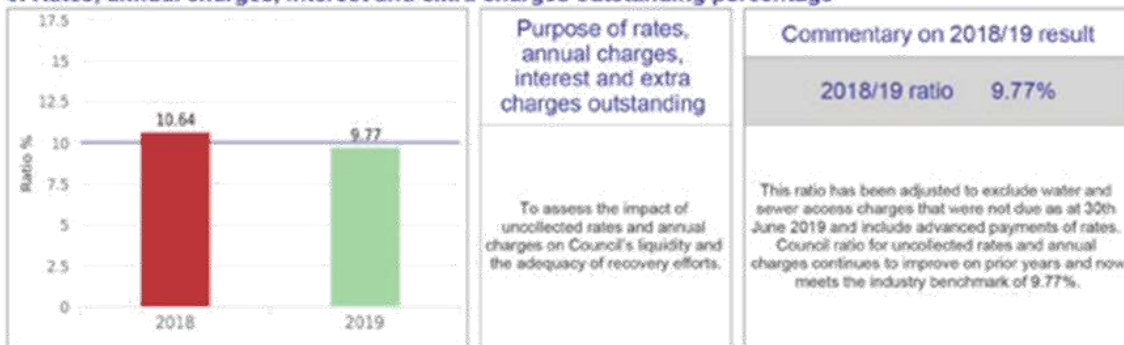 17.5
15
12.5
10
7.5
5
2.5
0
Ratio %
10.64
9.77
2018
2019
Purpose of rates,
annual charges,
interest and extra
charges outstanding
To assess the impact of
uncollected rates and annual
charges on Council's liquidity and
the adequacy of recovery efforts.
Commentary on 2018/19 result
2018/19 ratio 9.77%
This ratio has been adjusted to exclude water and
sewer access charges that were not due as at 30th
June 2019 and include advanced payments of rates.
Council ratio for uncollected rates and annual
charges continues to improve on prior years and now
meets the industry benchmark of 9.77%.